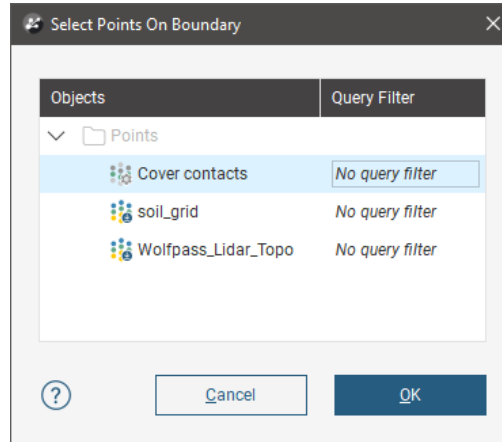 Select Points On Boundary
Objects Query Filter
Points
Cover contacts No query filter
soil_grid No query filter
Wolfpass_Lidar_Topo No query filter
? Cancel OK